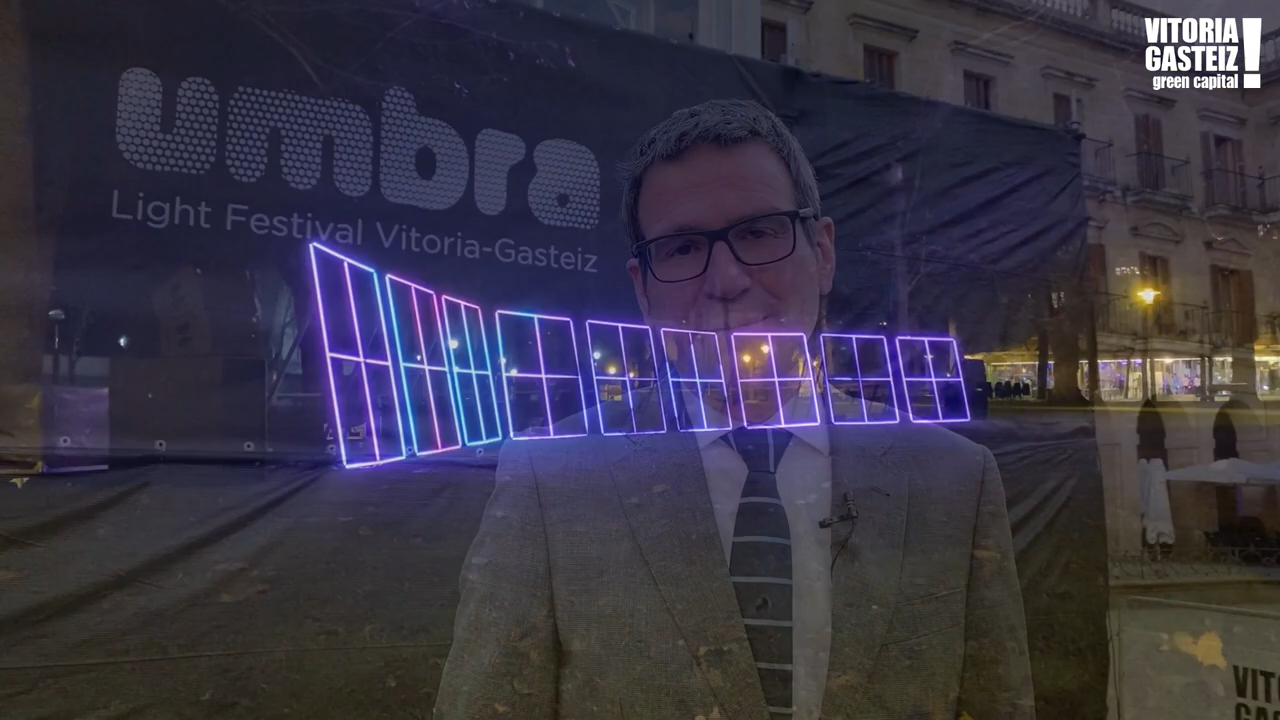 umbra
Light Festival Vitoria-Gasteiz
VITORIA
GASTEIZ!
green capital